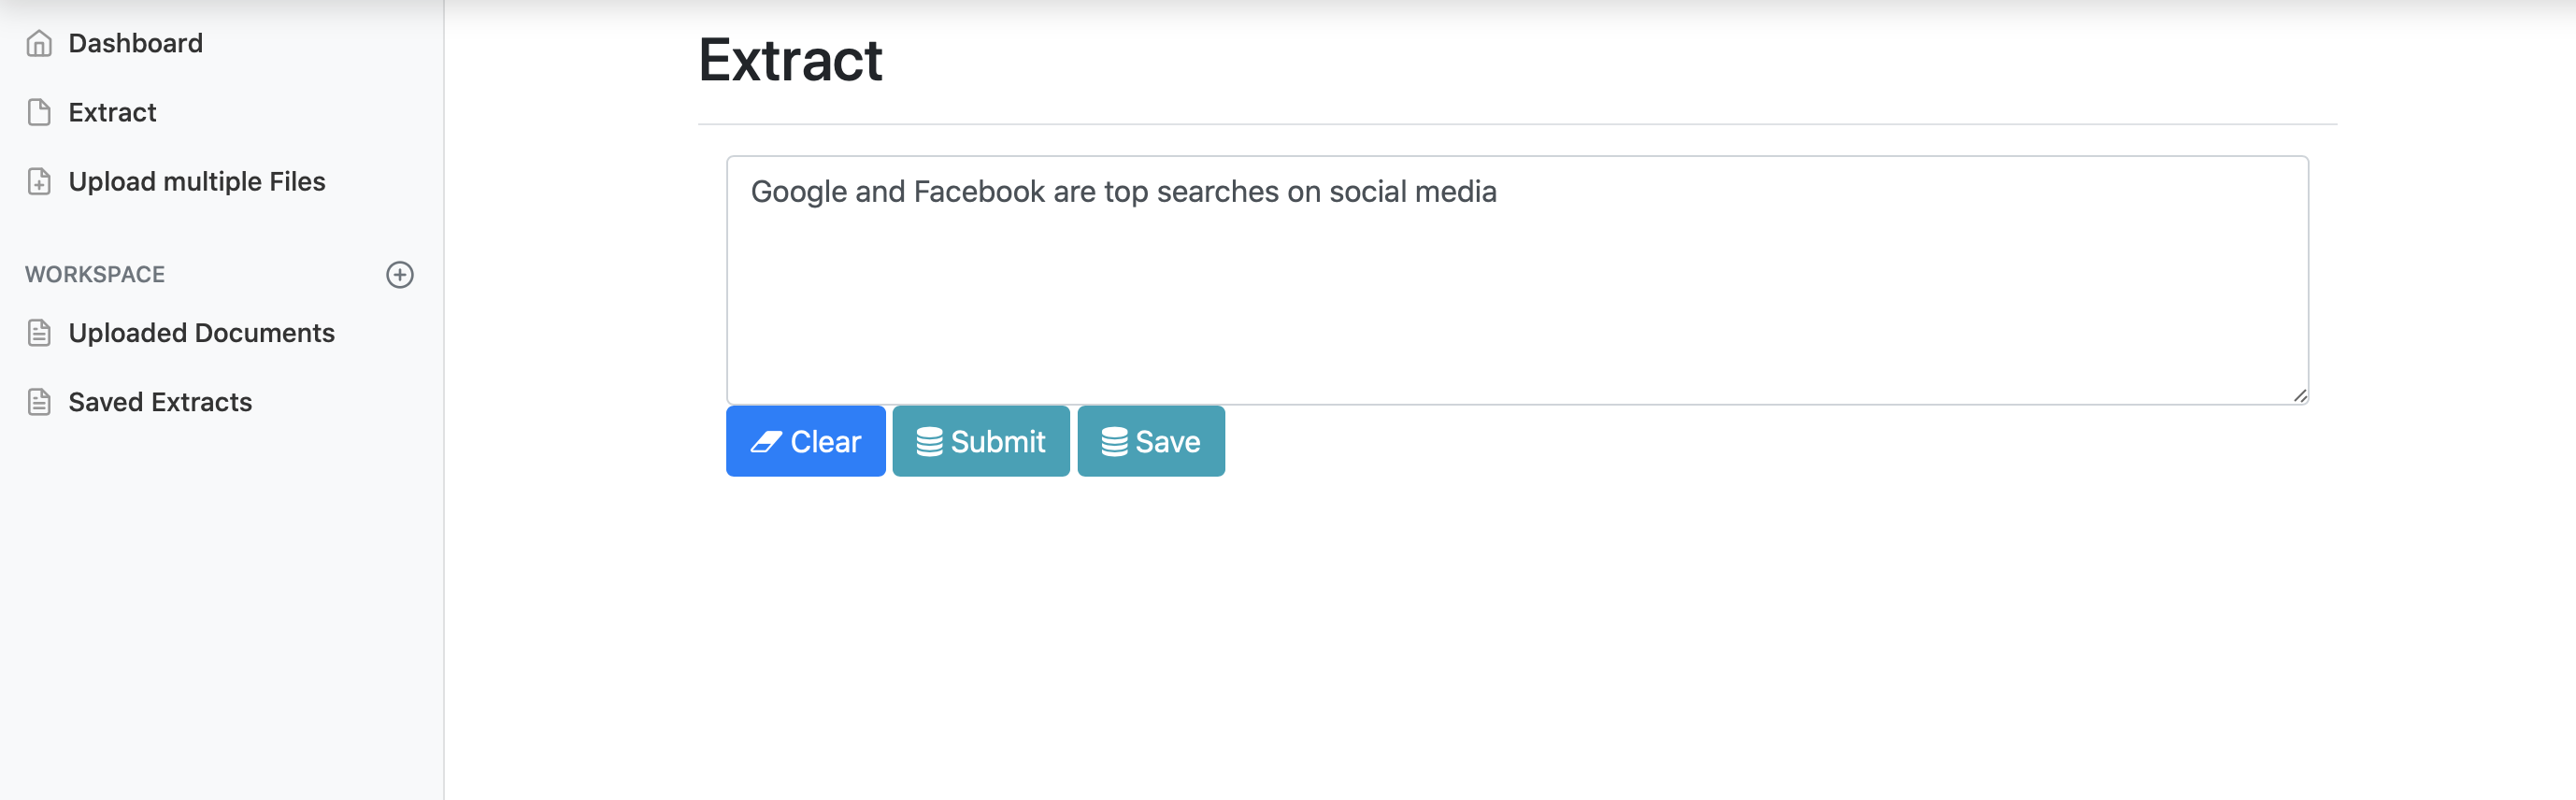 Dashboard
Extract
Upload multiple Files
WORKSPACE
Uploaded Documents
Saved Extracts
Extract
Google and Facebook are top searches on social media
Clear
Submit
Save